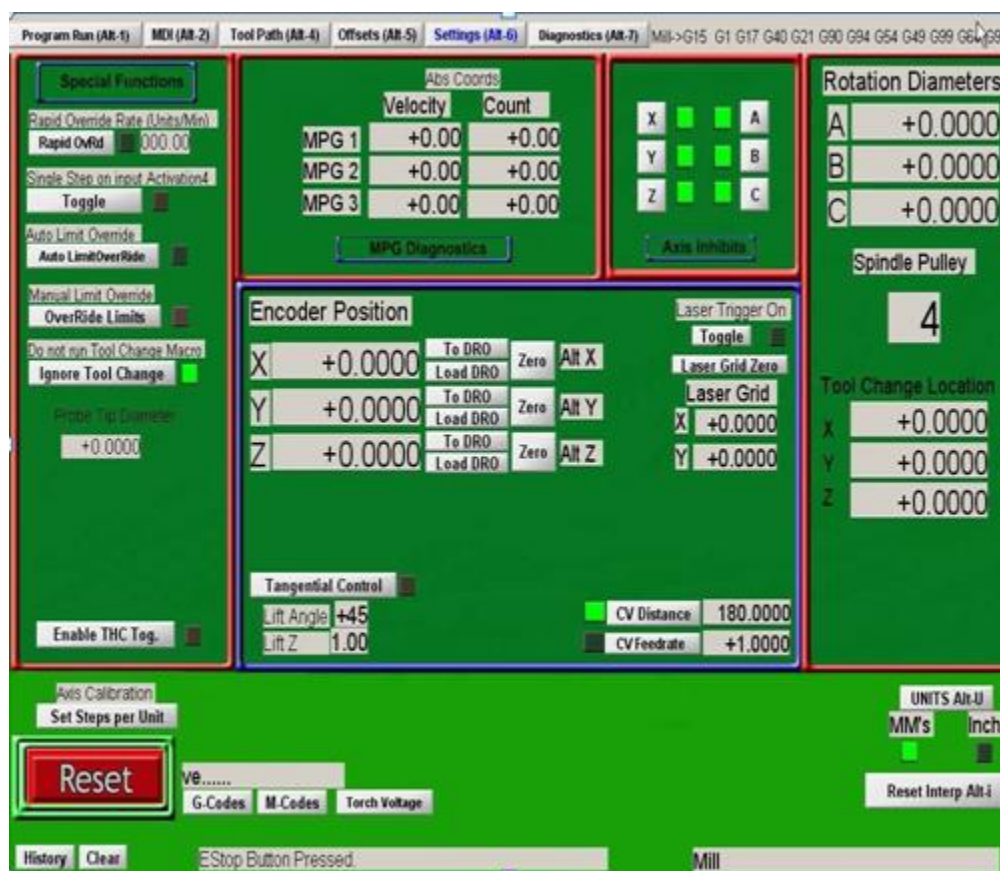 Program Run (Alt-1) MDI (Alt-2) Tool Path (Alt-4) Offsets (Alt-5) Settings (Alt-6) Diagnostics (Alt-7) Mill->G15 G1 G17 G40 G21 G90 G94 G54 G49 G99 G64
Special Functions
Rapid Override Rate (Units/Min)
Rapid OvRd 000.00
Single Step on input Activation4
Toggle
Auto Limit Override
Auto LimitOverRide
Manual Limit Override
OverRide Limits
Do not run Tool Change Macro
Ignore Tool Change
Probe Tip Diameter
+0.0000
Enable THC Tog.
Abs Coords
Velocity Count
MPG 1 +0.00 +0.00
MPG 2 +0.00 +0.00
MPG 3 +0.00 +0.00
MPG Diagnostics
X A
Y B
Z C
Axis Inhibits
Rotation Diameters
A +0.0000
B +0.0000
C +0.0000
Spindle Pulley
4
Tool Change Location
X +0.0000
Y +0.0000
Z +0.0000
Encoder Position
X +0.0000 To DRO Load DRO Zero Alt X
Y +0.0000 To DRO Load DRO Zero Alt Y
Z +0.0000 To DRO Load DRO Zero Alt Z
Laser Trigger On
Toggle
Laser Grid Zero
Laser Grid
X +0.0000
Y +0.0000
Tangential Control
Lift Angle +45
Lift Z 1.00
CV Distance 180.0000
CV Feedrate +1.0000
Axis Calibration
Set Steps per Unit
Reset
ve......
G-Codes M-Codes Torch Voltage
UNITS Alt-U
MM's Inch
Reset Interp Alt-i
History Clear EStop Button Pressed. Mill